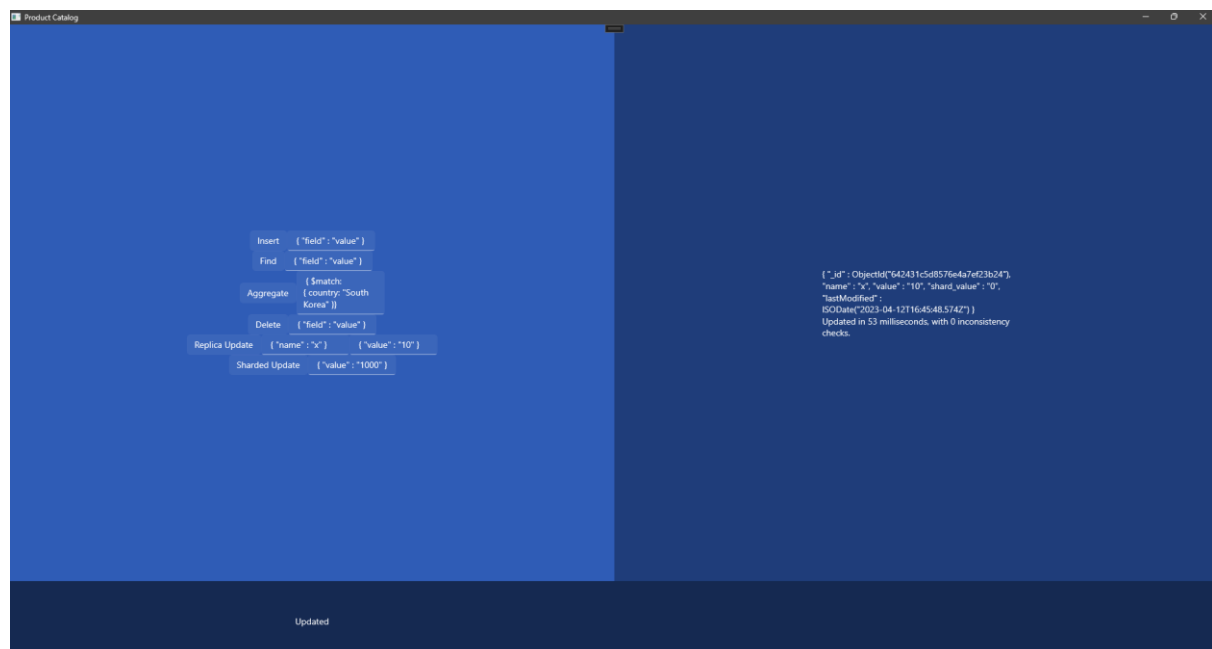 Product Catalog
Insert { "field" : "value" }
Find { "field" : "value" }
Aggregate { $match:
{ country: "South
Korea" }}
Delete { "field" : "value" }
Replica Update { "name" : "x" } { "value" : "10" }
Sharded Update { "value" : "1000" }
{ "_id" : ObjectId("642431c5d8576e4a7ef23b24"),
"name" : "x", "value" : "10", "shard_value" : "0",
"lastModified" :
ISODate("2023-04-12T16:45:48.574Z") }
Updated in 53 milliseconds, with 0 inconsistency
checks.
Updated